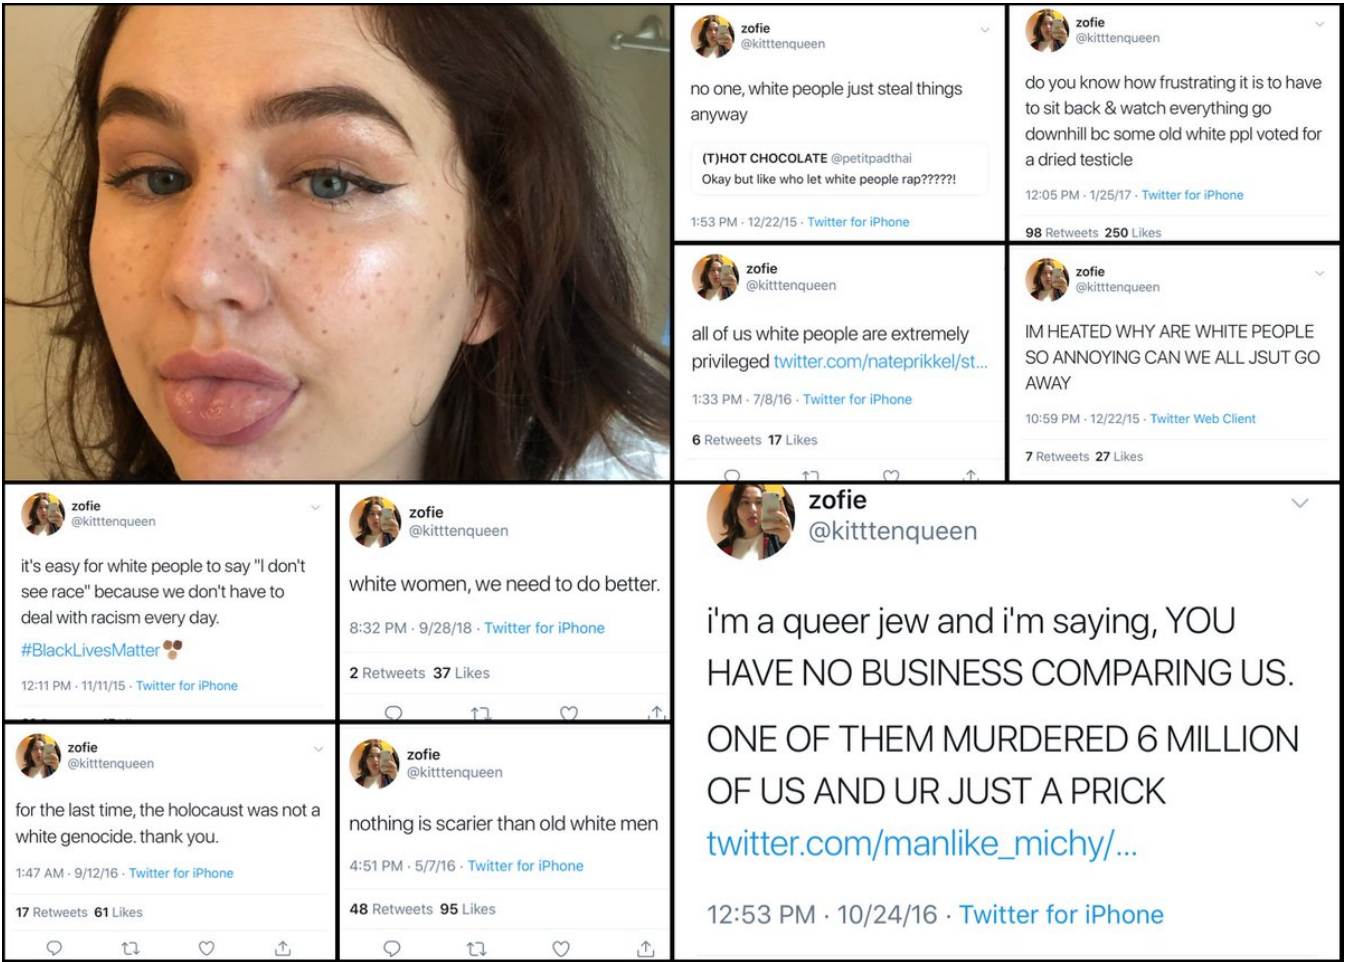 zofie
@kitttenqueen
no one, white people just steal things
anyway
(T)HOT CHOCOLATE @petitpadthai
Okay but like who let white people rap?????!
1:53 PM · 12/22/15 · Twitter for iPhone
zofie
@kitttenqueen
do you know how frustrating it is to have
to sit back & watch everything go
downhill bc some old white ppl voted for
a dried testicle
12:05 PM · 1/25/17 · Twitter for iPhone
98 Retweets 250 Likes
zofie
@kitttenqueen
all of us white people are extremely
privileged twitter.com/nateprikkel/st...
1:33 PM · 7/8/16 · Twitter for iPhone
6 Retweets 17 Likes
zofie
@kitttenqueen
IM HEATED WHY ARE WHITE PEOPLE
SO ANNOYING CAN WE ALL JSUT GO
AWAY
10:59 PM · 12/22/15 · Twitter Web Client
7 Retweets 27 Likes
zofie
@kitttenqueen
it's easy for white people to say "I don't
see race" because we don't have to
deal with racism every day.
#BlackLivesMatter
12:11 PM · 11/11/15 · Twitter for iPhone
zofie
@kitttenqueen
white women, we need to do better.
8:32 PM · 9/28/18 · Twitter for iPhone
2 Retweets 37 Likes
zofie
@kitttenqueen
for the last time, the holocaust was not a
white genocide. thank you.
1:47 AM · 9/12/16 · Twitter for iPhone
17 Retweets 61 Likes
zofie
@kitttenqueen
nothing is scarier than old white men
4:51 PM · 5/7/16 · Twitter for iPhone
48 Retweets 95 Likes
zofie
@kitttenqueen
i'm a queer jew and i'm saying, YOU
HAVE NO BUSINESS COMPARING US.
ONE OF THEM MURDERED 6 MILLION
OF US AND UR JUST A PRICK
twitter.com/manlike_michy/...
12:53 PM · 10/24/16 · Twitter for iPhone